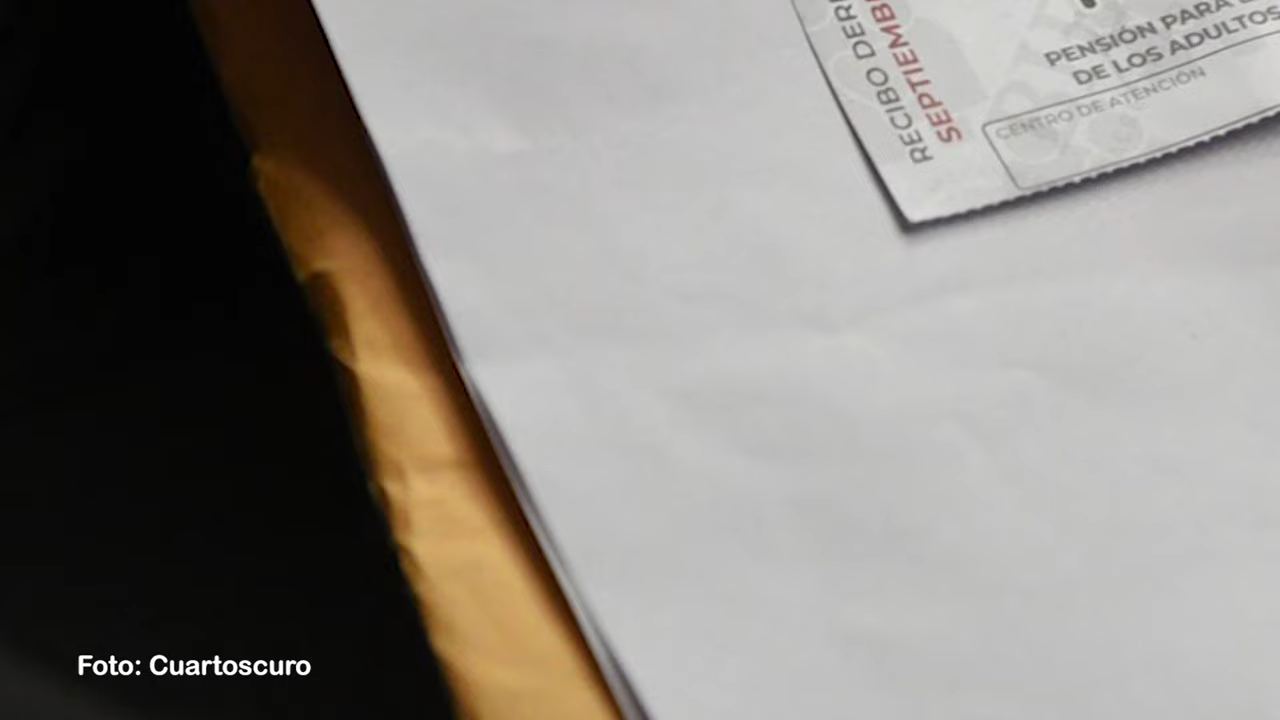 RECIBO
SEPTIEMB
PENSIÓN PARA
DE LOS ADULTOS
CENTRO DE ATENCIÓN
Foto: Cuartoscuro